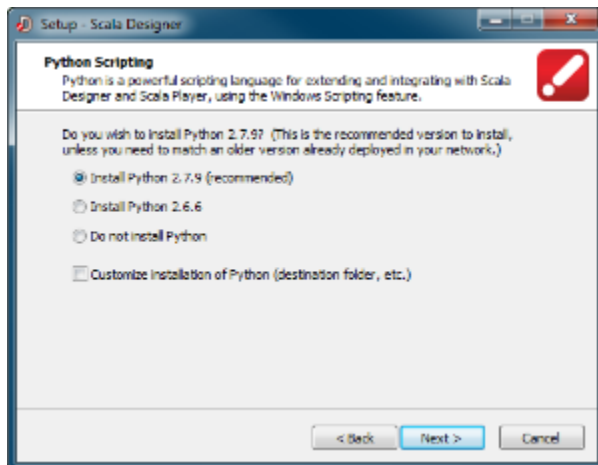 Setup - Scala Designer
Python Scripting
Python is a powerful scripting language for extending and integrating with Scala
Designer and Scala Player, using the Windows Scripting feature.
Do you wish to install Python 2.7.9? (This is the recommended version to install,
unless you need to match an older version already deployed in your network.)
Install Python 2.7.9 (recommended)
Install Python 2.6.6
Do not install Python
Customize installation of Python (destination folder, etc.)
< Back
Next >
Cancel